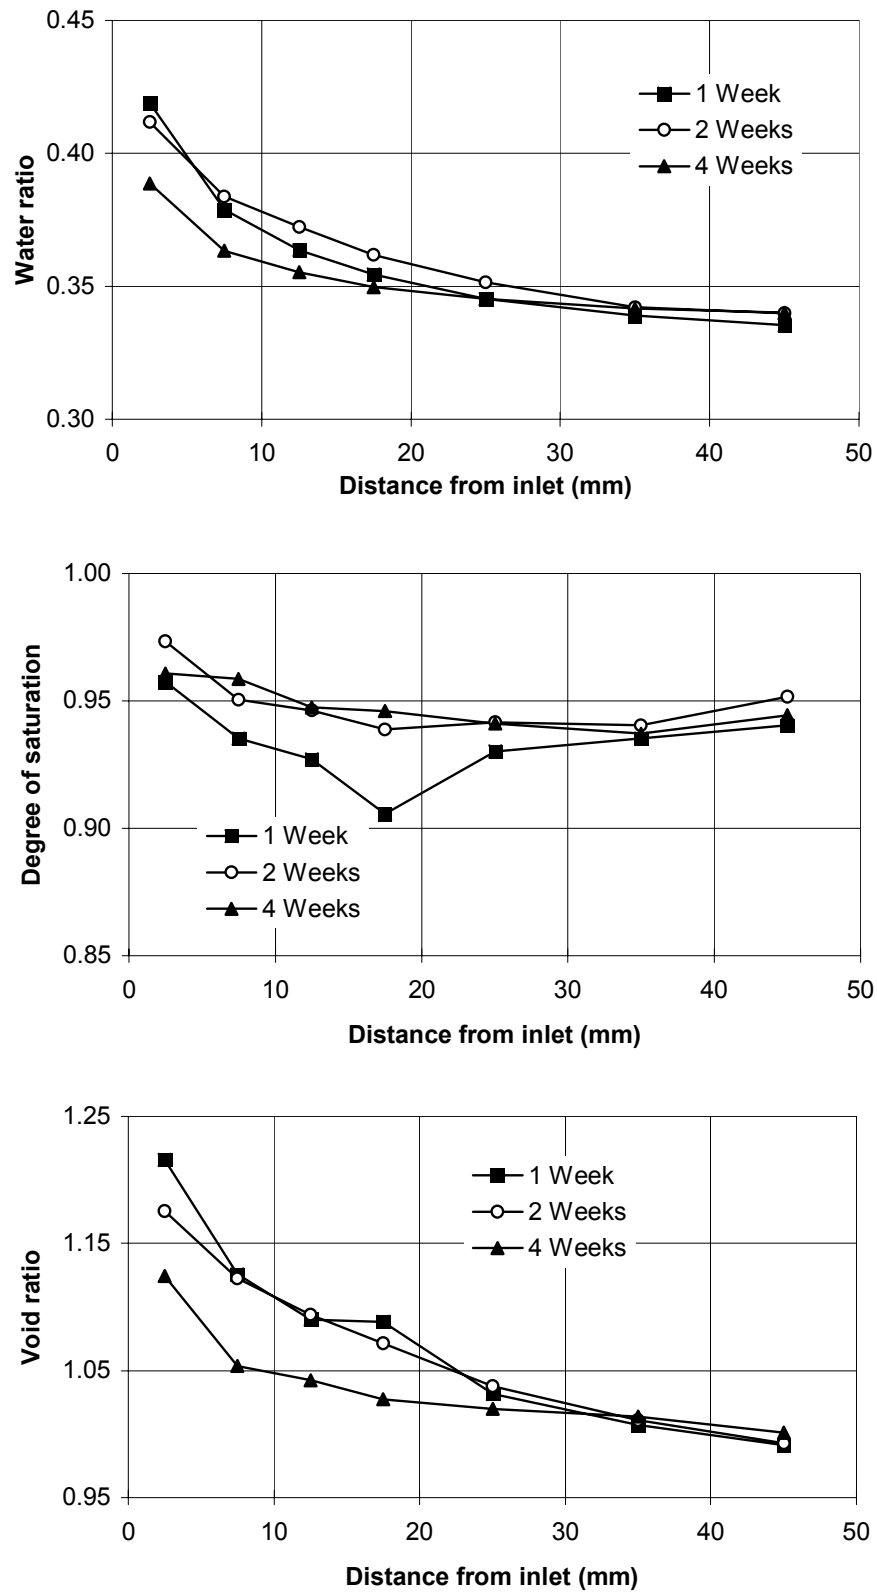 0.45
0.40
0.35
0.30
Water ratio
1 Week
2 Weeks
4 Weeks
0 10 20 30 40 50
Distance from inlet (mm)
1.00
0.95
0.90
0.85
Degree of saturation
1 Week
2 Weeks
4 Weeks
0 10 20 30 40 50
Distance from inlet (mm)
1.25
1.15
1.05
0.95
Void ratio
1 Week
2 Weeks
4 Weeks
0 10 20 30 40 50
Distance from inlet (mm)